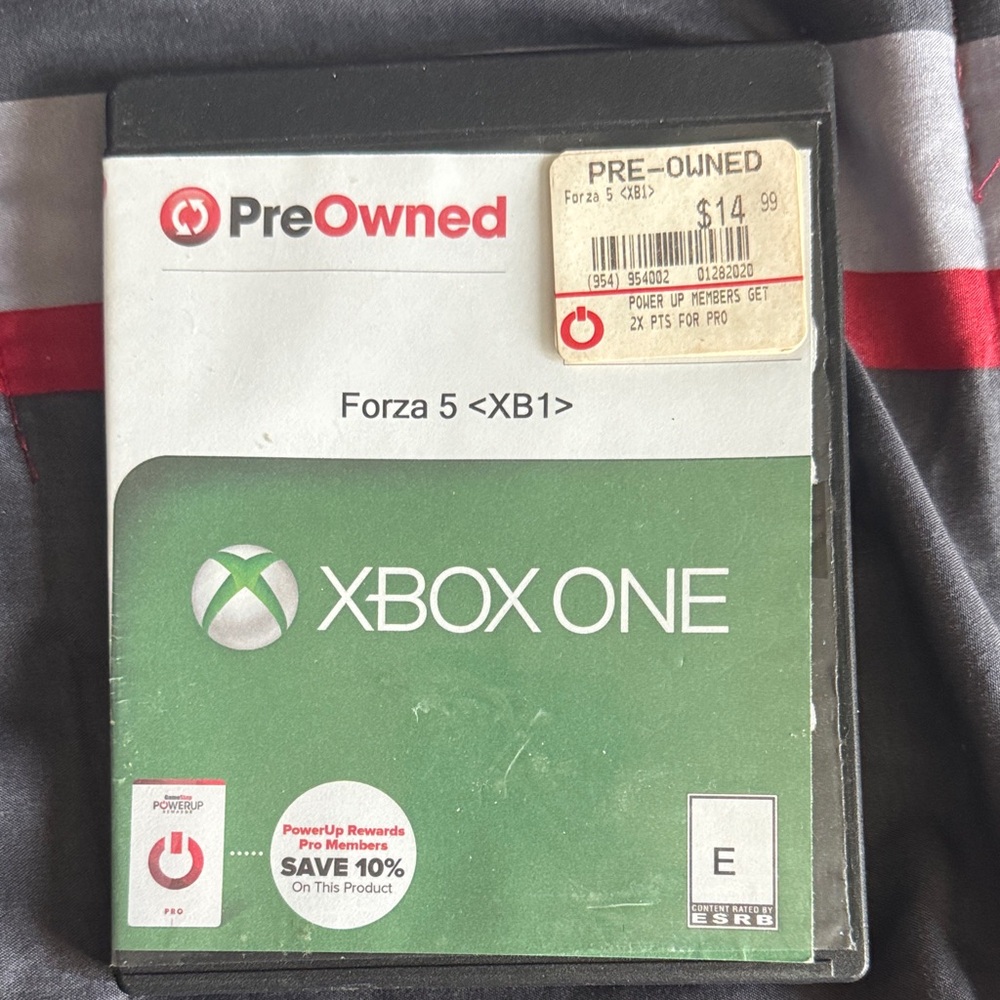 PreOwned
PRE-OWNED
Forza 5 <XB1>
$14 99
(954) 954002 01282020
POWER UP MEMBERS GET
2X PTS FOR PRO
Forza 5 <XB1>
XBOX ONE
GameStop
POWERUP
REWARDS
PRO
PowerUp Rewards
Pro Members
SAVE 10%
On This Product
E
CONTENT RATED BY
ESRB